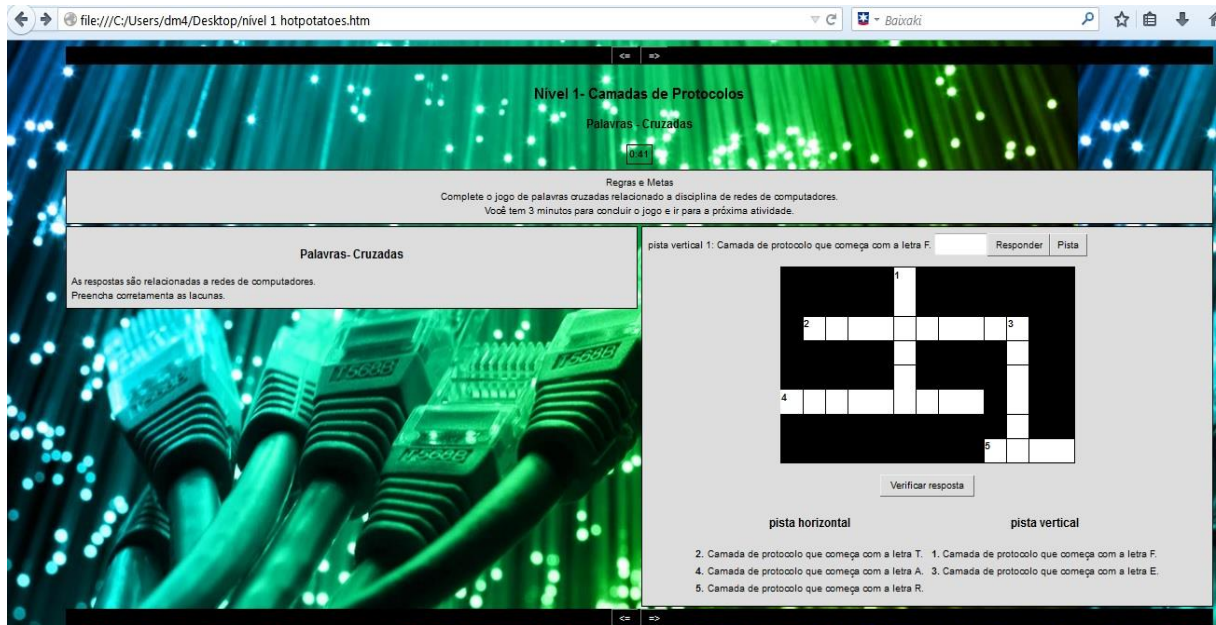 file:///C:/Users/dm4/Desktop/nível 1 hotpotatoes.htm
Baixaki
<= =>
Nível 1- Camadas de Protocolos
Palavras -Cruzadas
0:41
Regras e Metas
Complete o jogo de palavras cruzadas relacionado a disciplina de redes de computadores.
Você tem 3 minutos para concluir o jogo e ir para a próxima atividade.
Palavras- Cruzadas
As respostas são relacionadas a redes de computadores.
Preencha corretamenta as lacunas.
pista vertical 1: Camada de protocolo que começa com a letra F. Responder Pista
1
2 3
4
5
Verificar resposta
pista horizontal
2. Camada de protocolo que começa com a letra T.
4. Camada de protocolo que começa com a letra A.
5. Camada de protocolo que começa com a letra R.
pista vertical
1. Camada de protocolo que começa com a letra F.
3. Camada de protocolo que começa com a letra E.
T-568B
T-568B
T-568B
<= =>